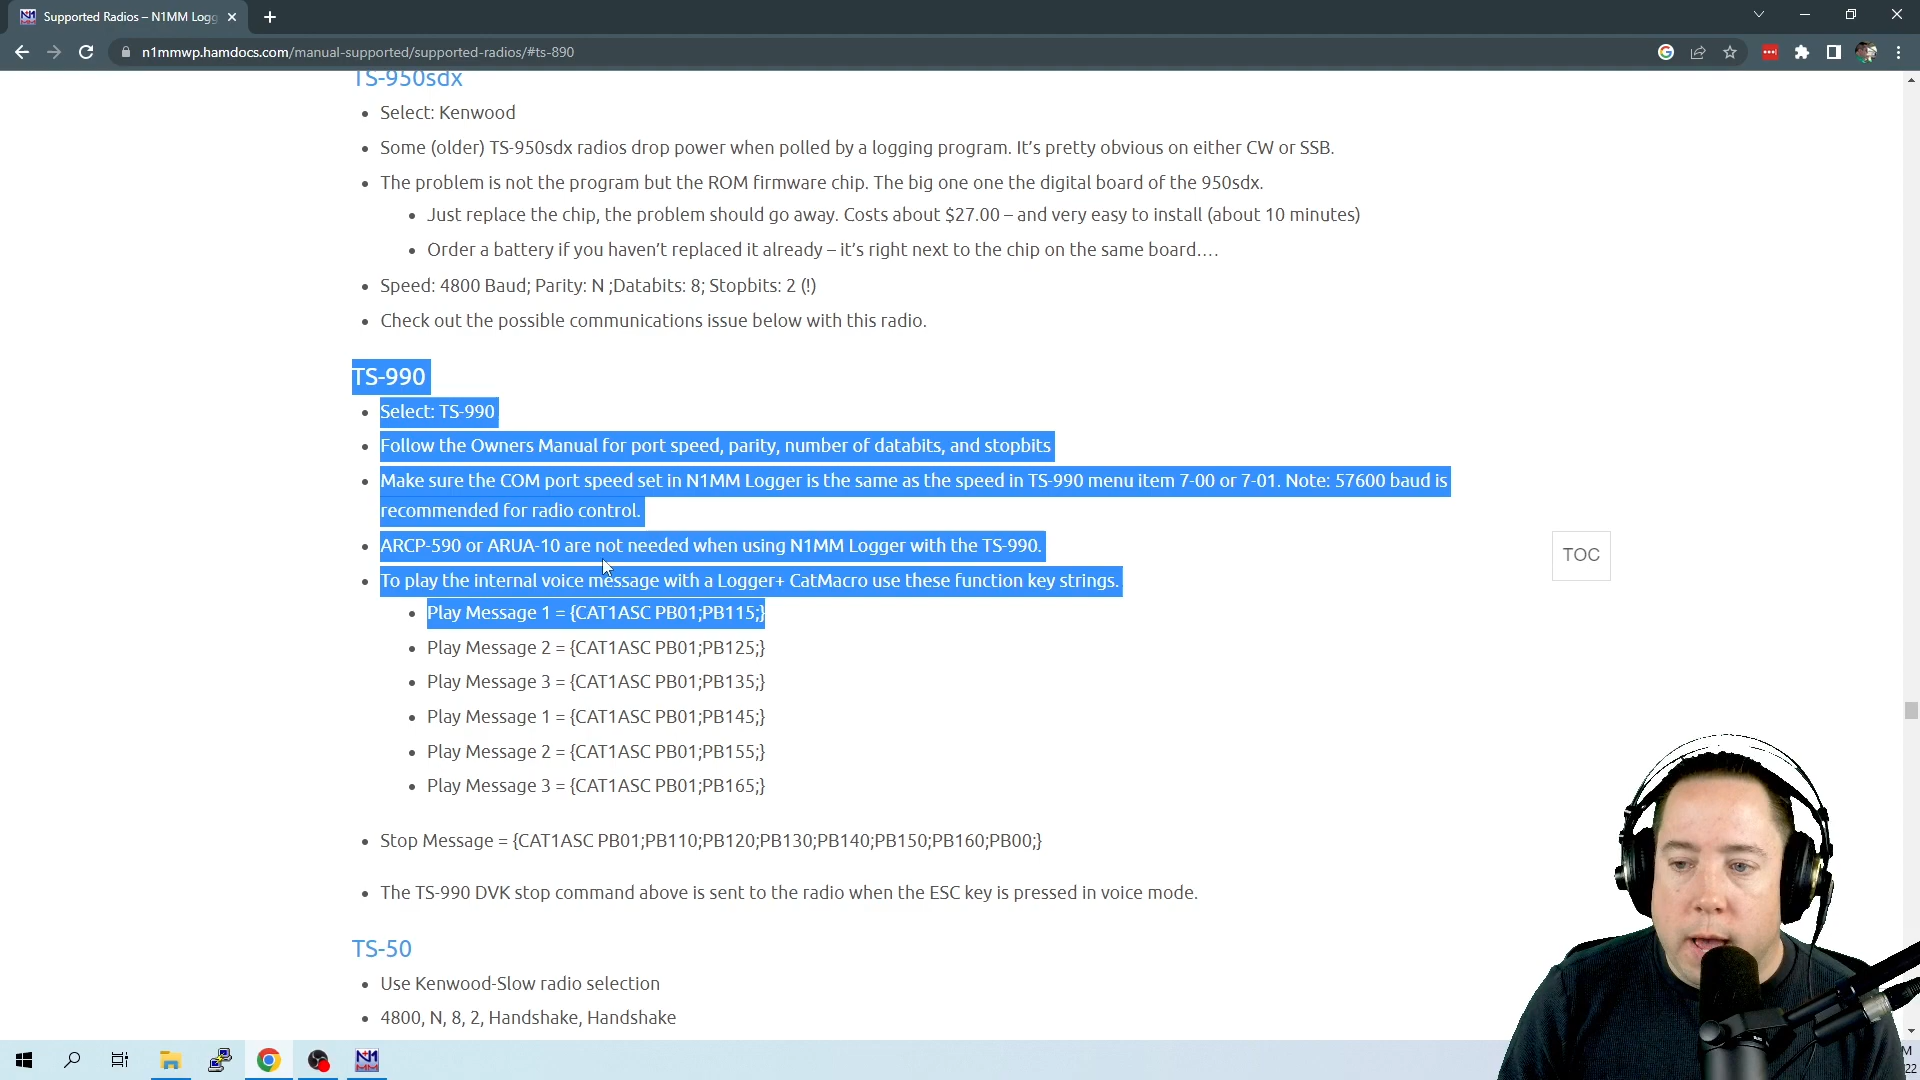 Supported Radios – N1MM Logg
n1mmwp.hamdocs.com/manual-supported/supported-radios/#ts-890
TS-950sdx
Select: Kenwood
Some (older) TS-950sdx radios drop power when polled by a logging program. It's pretty obvious on either CW or SSB.
The problem is not the program but the ROM firmware chip. The big one one the digital board of the 950sdx.
Just replace the chip, the problem should go away. Costs about $27.00 – and very easy to install (about 10 minutes)
Order a battery if you haven't replaced it already – it's right next to the chip on the same board….
Speed: 4800 Baud; Parity: N ;Databits: 8; Stopbits: 2 (!)
Check out the possible communications issue below with this radio.
TS-990
Select: TS-990
Follow the Owners Manual for port speed, parity, number of databits, and stopbits
Make sure the COM port speed set in N1MM Logger is the same as the speed in TS-990 menu item 7-00 or 7-01. Note: 57600 baud is
recommended for radio control.
ARCP-590 or ARUA-10 are not needed when using N1MM Logger with the TS-990.
TOC
To play the internal voice message with a Logger+ CatMacro use these function key strings.
Play Message 1 = {CAT1ASC PB01;PB115;}
Play Message 2 = {CAT1ASC PB01;PB125;}
Play Message 3 = {CAT1ASC PB01;PB135;}
Play Message 1 = {CAT1ASC PB01;PB145;}
Play Message 2 = {CAT1ASC PB01;PB155;}
Play Message 3 = {CAT1ASC PB01;PB165;}
Stop Message = {CAT1ASC PB01;PB110;PB120;PB130;PB140;PB150;PB160;PB00;}
The TS-990 DVK stop command above is sent to the radio when the ESC key is pressed in voice mode.
TS-50
Use Kenwood-Slow radio selection
4800, N, 8, 2, Handshake, Handshake
M
22